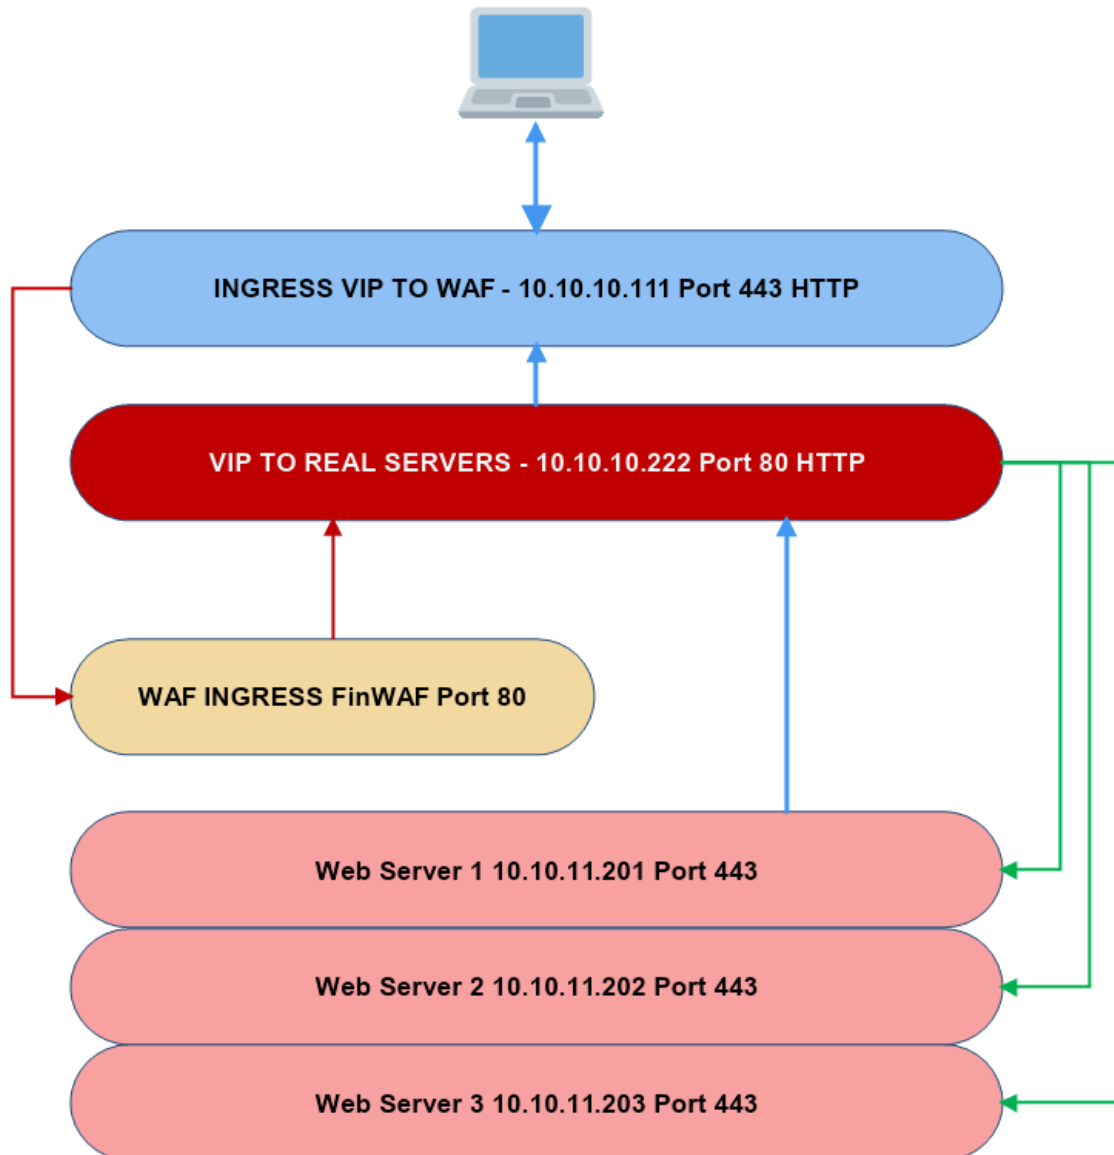 INGRESS VIP TO WAF - 10.10.10.111 Port 443 HTTP
VIP TO REAL SERVERS - 10.10.10.222 Port 80 HTTP
WAF INGRESS FinWAF Port 80
Web Server 1 10.10.11.201 Port 443
Web Server 2 10.10.11.202 Port 443
Web Server 3 10.10.11.203 Port 443